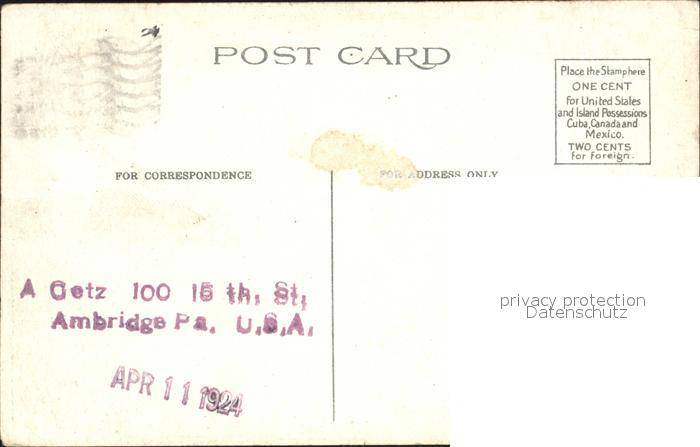 POST CARD
Place the Stamp here
ONE CENT
For United States
and Island Possessions
Cuba, Canada and
Mexico.
TWO CENTS
for foreign.
FOR CORRESPONDENCE
FOR ADDRESS ONLY
A Getz 100 15 th. St,
Ambridge Pa. U.S.A.
APR 11 1924
privacy protection
Datenschutz